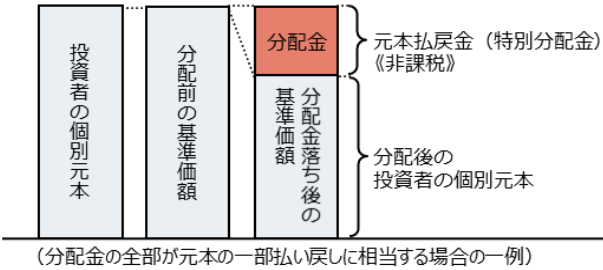 投資者の個別元本
分配前の基準価額
分配金
分配金落ち後の
基準価額
元本払戻金（特別分配金）
《非課税》
分配後の
投資者の個別元本
（分配金の全部が元本の一部払い戻しに相当する場合の一例）